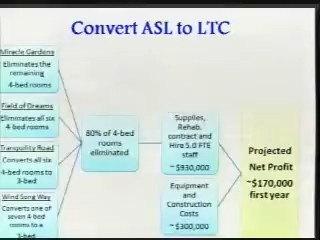 Convert ASL to LTC
Miracle Gardens
Eliminates the
remaining
4-bed rooms
Field of Dreams
Eliminates all six
4-bed rooms
Tranquility Road
Converts all six
4-bed rooms to
3-bed
Wind Song Way
Converts one of
seven 4-bed
rooms to a
3-bed
80% of 4-bed
rooms
eliminated
Supplies,
Rehab.
contract and
Hire 5.0 FTE
staff
~ $930,000
Equipment
and
Construction
Costs
~ $300,000
Projected
Net Profit
~$170,000
first year